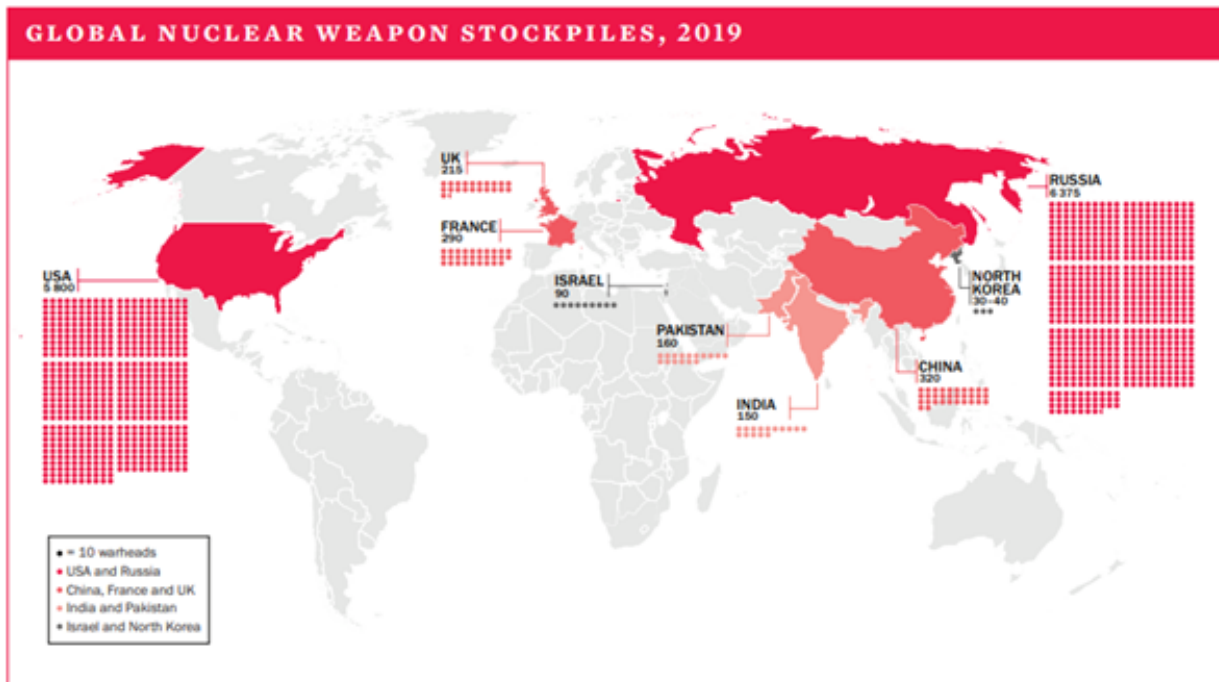 GLOBAL NUCLEAR WEAPON STOCKPILES, 2019
UK
215
RUSSIA
6 375
FRANCE
290
USA
5 800
ISRAEL
90
NORTH
KOREA
30–40
PAKISTAN
160
CHINA
320
INDIA
150
= 10 warheads
USA and Russia
China, France and UK
India and Pakistan
Israel and North Korea